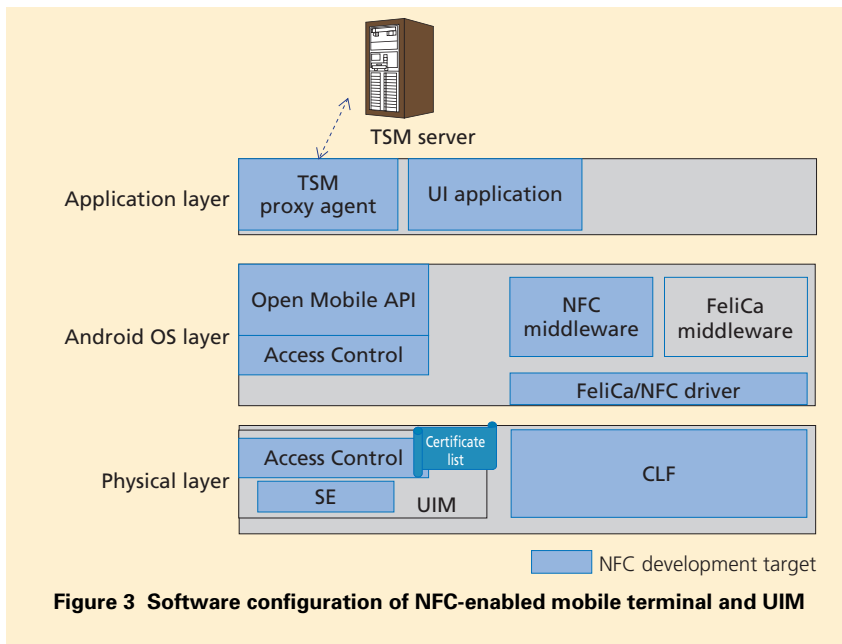 TSM server
Application layer
TSM
proxy agent
UI application
Android OS layer
Open Mobile API
Access Control
NFC
middleware
FeliCa
middleware
FeliCa/NFC driver
Physical layer
Access Control
Certificate
list
SE
UIM
CLF
NFC development target
Figure 3 Software configuration of NFC-enabled mobile terminal and UIM